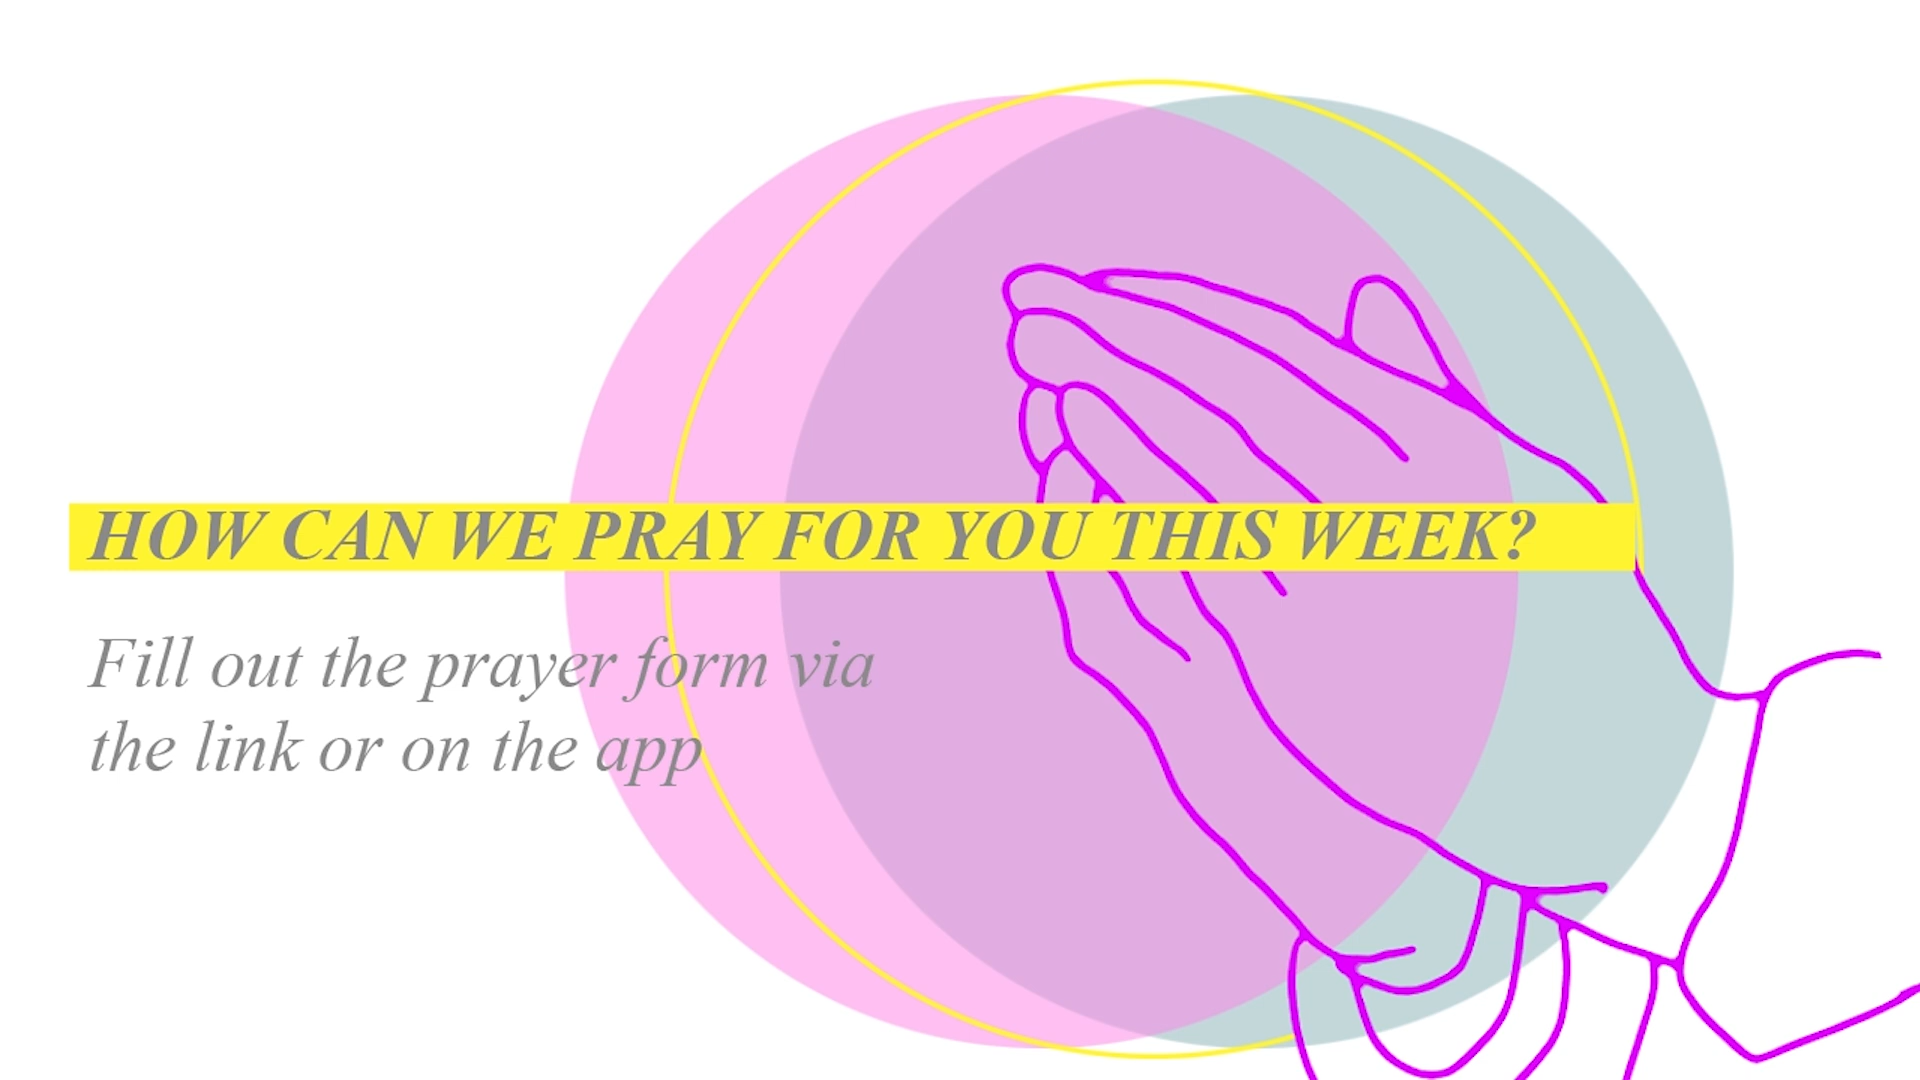 HOW CAN WE PRAY FOR YOU THIS WEEK?
Fill out the prayer form via
the link or on the app